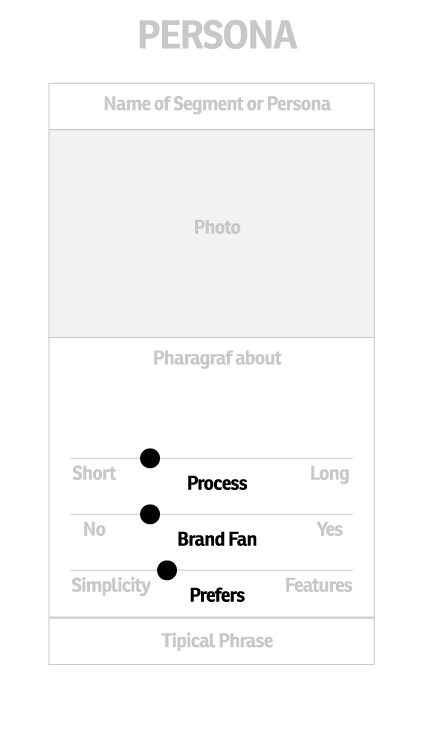 PERSONA
Name of Segment or Persona
Photo
Pharagraf about
Short Long
Process
No Yes
Brand Fan
Simplicity Features
Prefers
Tipical Phrase